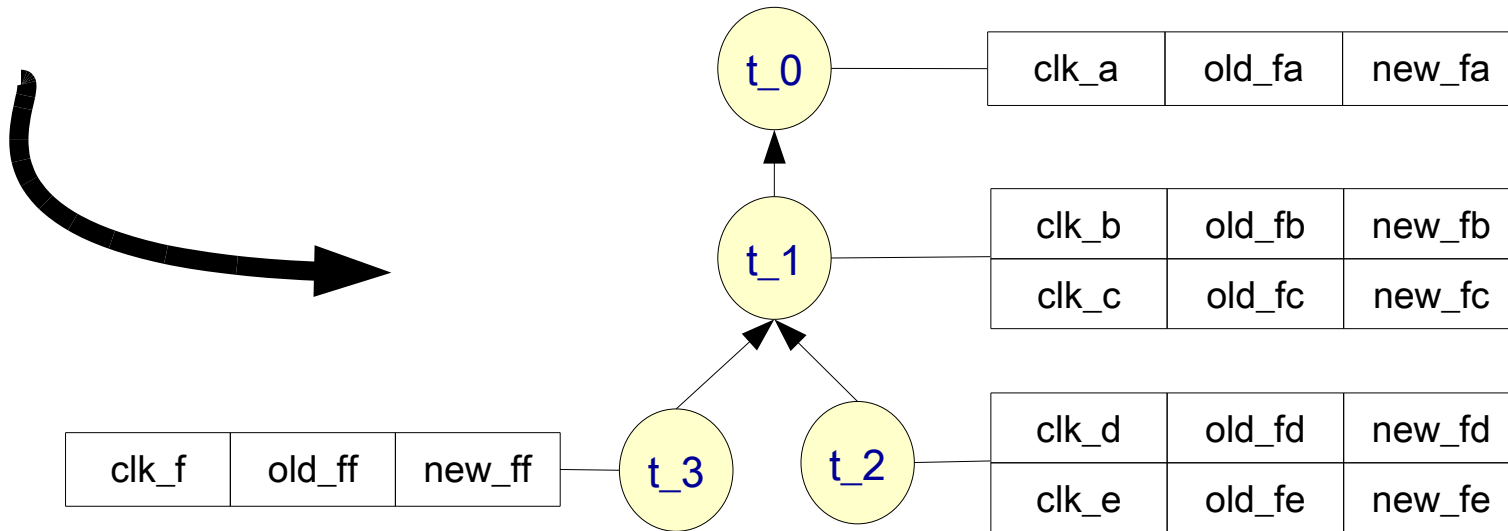 t_0 clk_a old_fa new_fa
t_1
clk_b old_fb new_fb
clk_c old_fc new_fc
clk_f old_ff new_ff
t_3
t_2
clk_d old_fd new_fd
clk_e old_fe new_fe